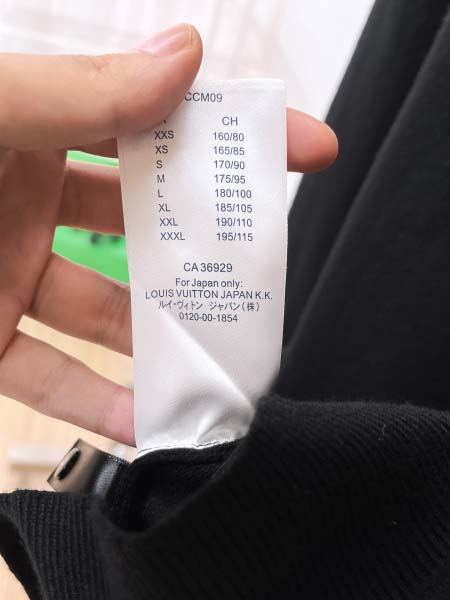 CCM09
CH
XXS 160/80
XS 165/85
S 170/90
M 175/95
L 180/100
XL 185/105
XXL 190/110
XXXL 195/115
CA 36929
For Japan only:
LOUIS VUITTON JAPAN K.K.
ルイ・ヴィトン ジャパン(株)
0120-00-1854